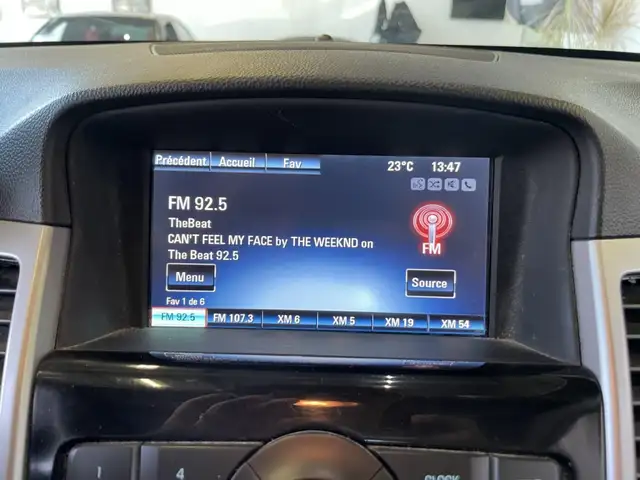 Précédent Accueil Fav 23°C 13:47
FM 92.5
TheBeat
CAN'T FEEL MY FACE by THE WEEKND on
The Beat 92.5
FM
Menu Source
Fav 1 de 6
FM 92.5 FM 107.3 XM 6 XM 5 XM 19 XM 54
1 4 CLOCK